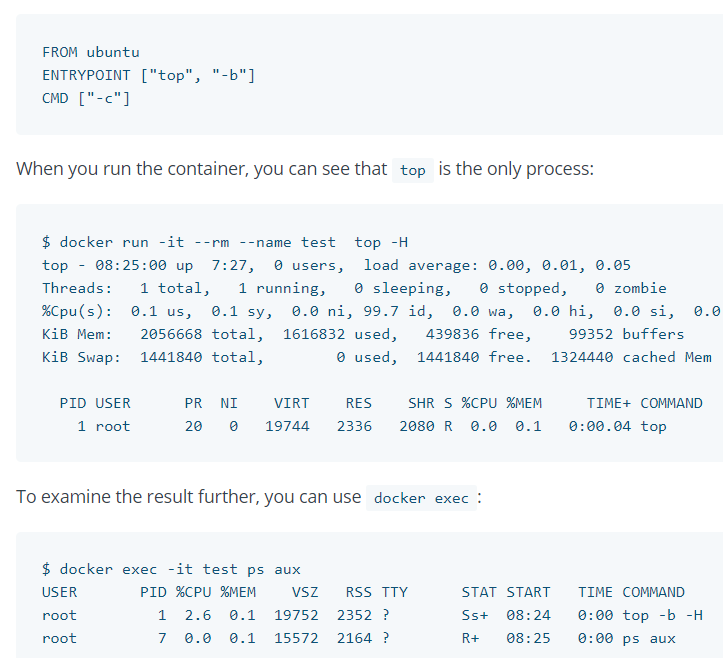 FROM ubuntu
ENTRYPOINT ["top", "-b"]
CMD ["-c"]
When you run the container, you can see that top is the only process:
$ docker run -it --rm --name test  top -H
top - 08:25:00 up  7:27,  0 users,  load average: 0.00, 0.01, 0.05
Threads:   1 total,   1 running,   0 sleeping,   0 stopped,   0 zombie
%Cpu(s):  0.1 us,  0.1 sy,  0.0 ni, 99.7 id,  0.0 wa,  0.0 hi,  0.0 si,  0.0
KiB Mem:   2056668 total,  1616832 used,   439836 free,    99352 buffers
KiB Swap:  1441840 total,        0 used,  1441840 free.  1324440 cached Mem
PID USER      PR  NI    VIRT    RES    SHR S %CPU %MEM     TIME+ COMMAND
1 root      20   0   19744   2336   2080 R  0.0  0.1   0:00.04 top
To examine the result further, you can use docker exec :
$ docker exec -it test ps aux
USER       PID %CPU %MEM    VSZ   RSS TTY      STAT START   TIME COMMAND
root         1  2.6  0.1  19752  2352 ?        Ss+  08:24   0:00 top -b -H
root         7  0.0  0.1  15572  2164 ?        R+   08:25   0:00 ps aux